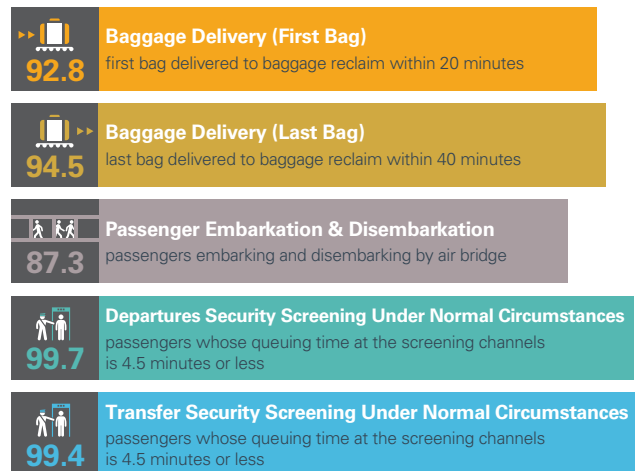 92.8
Baggage Delivery (First Bag)
first bag delivered to baggage reclaim within 20 minutes
94.5
Baggage Delivery (Last Bag)
last bag delivered to baggage reclaim within 40 minutes
87.3
Passenger Embarkation & Disembarkation
passengers embarking and disembarking by air bridge
99.7
Departures Security Screening Under Normal Circumstances
passengers whose queuing time at the screening channels
is 4.5 minutes or less
99.4
Transfer Security Screening Under Normal Circumstances
passengers whose queuing time at the screening channels
is 4.5 minutes or less